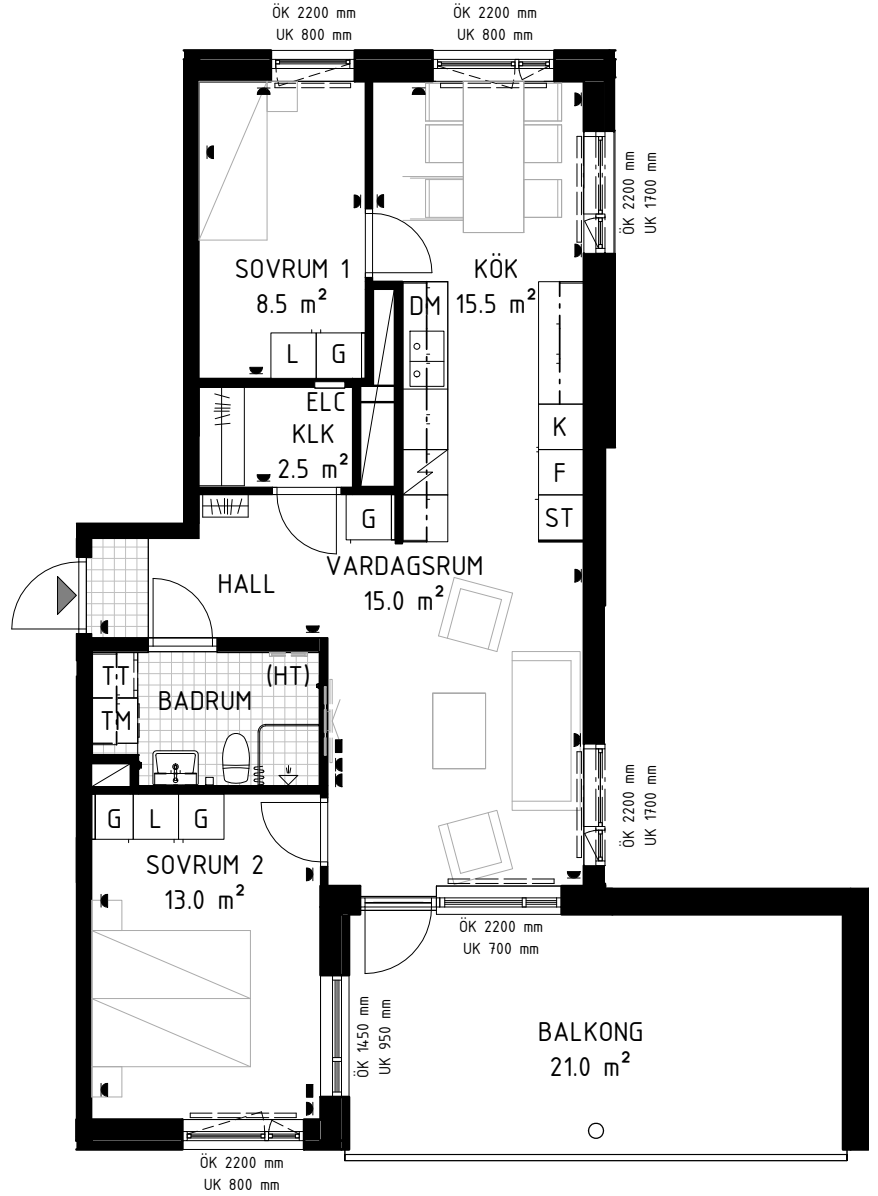 ÖK 2200 mm
UK 800 mm
ÖK 2200 mm
UK 800 mm
ÖK 2200 mm
UK 1700 mm
SOVRUM 1
8.5 m²
KÖK
15.5 m²
DM
L
G
ELC
KLK
2.5 m²
K
F
ST
G
HALL
VARDAGSRUM
15.0 m²
TT
(HT)
BADRUM
TM
ÖK 2200 mm
UK 1700 mm
G
L
G
SOVRUM 2
13.0 m²
ÖK 2200 mm
UK 700 mm
ÖK 1450 mm
UK 950 mm
BALKONG
21.0 m²
ÖK 2200 mm
UK 800 mm